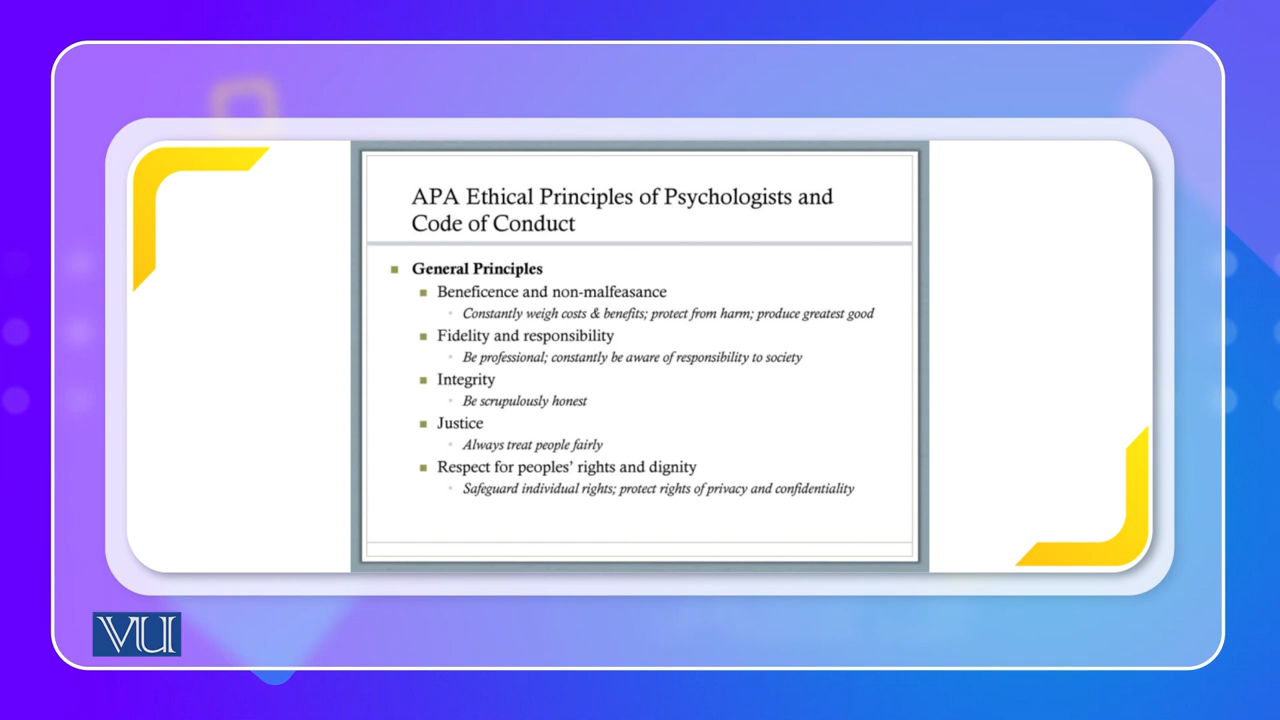 APA Ethical Principles of Psychologists and
Code of Conduct
General Principles
Beneficence and non-malfeasance
Constantly weigh costs & benefits; protect from harm; produce greatest good
Fidelity and responsibility
Be professional; constantly be aware of responsibility to society
Integrity
Be scrupulously honest
Justice
Always treat people fairly
Respect for peoples' rights and dignity
Safeguard individual rights; protect rights of privacy and confidentiality
VU